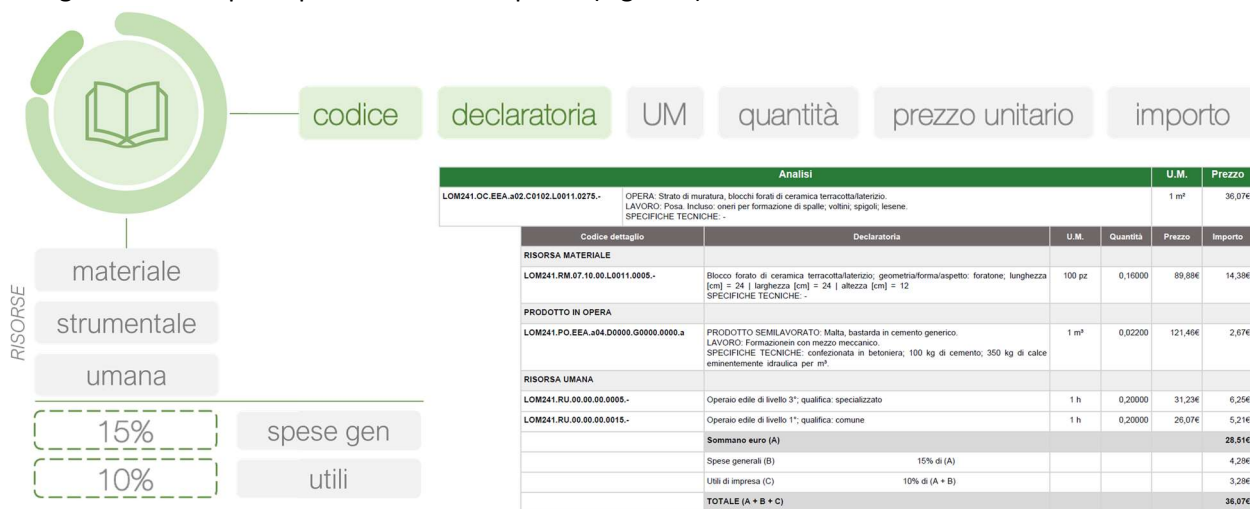 codice declaratoria UM quantità prezzo unitario importo
RISORSE
materiale
strumentale
umana
15% spese gen
10% utili
Analisi U.M. Prezzo
LOM241.OC.EEA.a02.C0102.L0011.0275.- OPERA: Strato di muratura, blocchi forati di ceramica terracotta/laterizio. 1 m² 36,07€
LAVORO: Posa. Incluso: oneri per formazione di spalle; voltini; spigoli; lesene.
SPECIFICHE TECNICHE: -
Codice dettaglio Declaratoria U.M. Quantità Prezzo Importo
RISORSA MATERIALE
LOM241.RM.07.10.00.L0011.0005.- Blocco forato di ceramica terracotta/laterizio; geometria/forma/aspetto: foratone; lunghezza 100 pz 0,16000 89,88€ 14,38€
[cm] = 24 | larghezza [cm] = 24 | altezza [cm] = 12
SPECIFICHE TECNICHE: -
PRODOTTO IN OPERA
LOM241.PO.EEA.a04.D0000.G0000.0000.a PRODOTTO SEMILAVORATO: Malta, bastarda in cemento generico. 1 m³ 0,02200 121,46€ 2,67€
LAVORO: Formazionein con mezzo meccanico.
SPECIFICHE TECNICHE: confezionata in betoniera; 100 kg di cemento; 350 kg di calce
eminentemente idraulica per m³.
RISORSA UMANA
LOM241.RU.00.00.00.0005.- Operaio edile di livello 3°; qualifica: specializzato 1 h 0,20000 31,23€ 6,25€
LOM241.RU.00.00.00.0015.- Operaio edile di livello 1°; qualifica: comune 1 h 0,20000 26,07€ 5,21€
Sommano euro (A) 28,51€
Spese generali (B) 15% di (A) 4,28€
Utili di impresa (C) 10% di (A + B) 3,28€
TOTALE (A + B + C) 36,07€